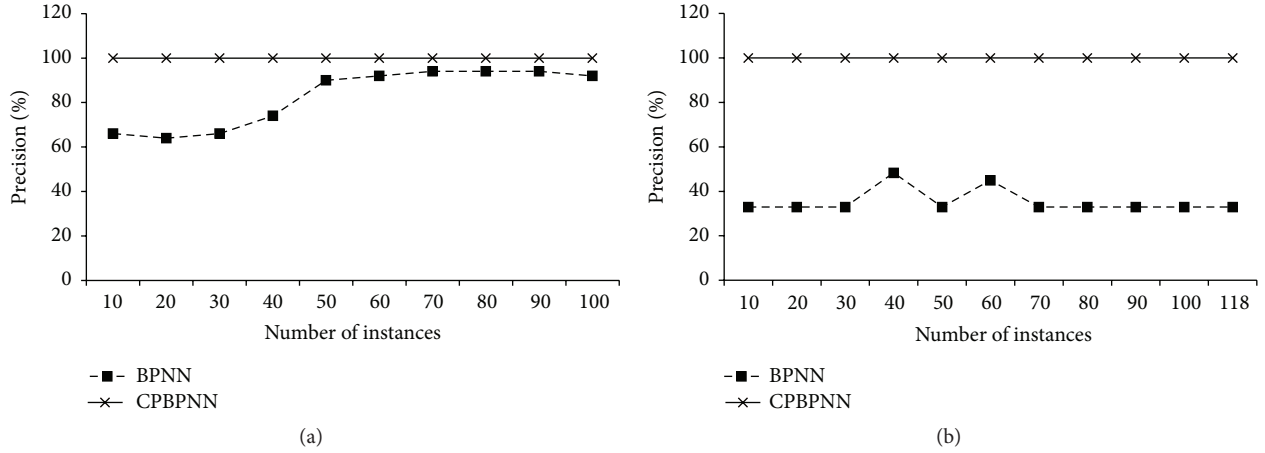 120
100
80
60
40
20
0
Precision (%)
10 20 30 40 50 60 70 80 90 100
Number of instances
BPNN
CPBPNN
(a)
120
100
80
60
40
20
0
Precision (%)
10 20 30 40 50 60 70 80 90 100 118
Number of instances
BPNN
CPBPNN
(b)